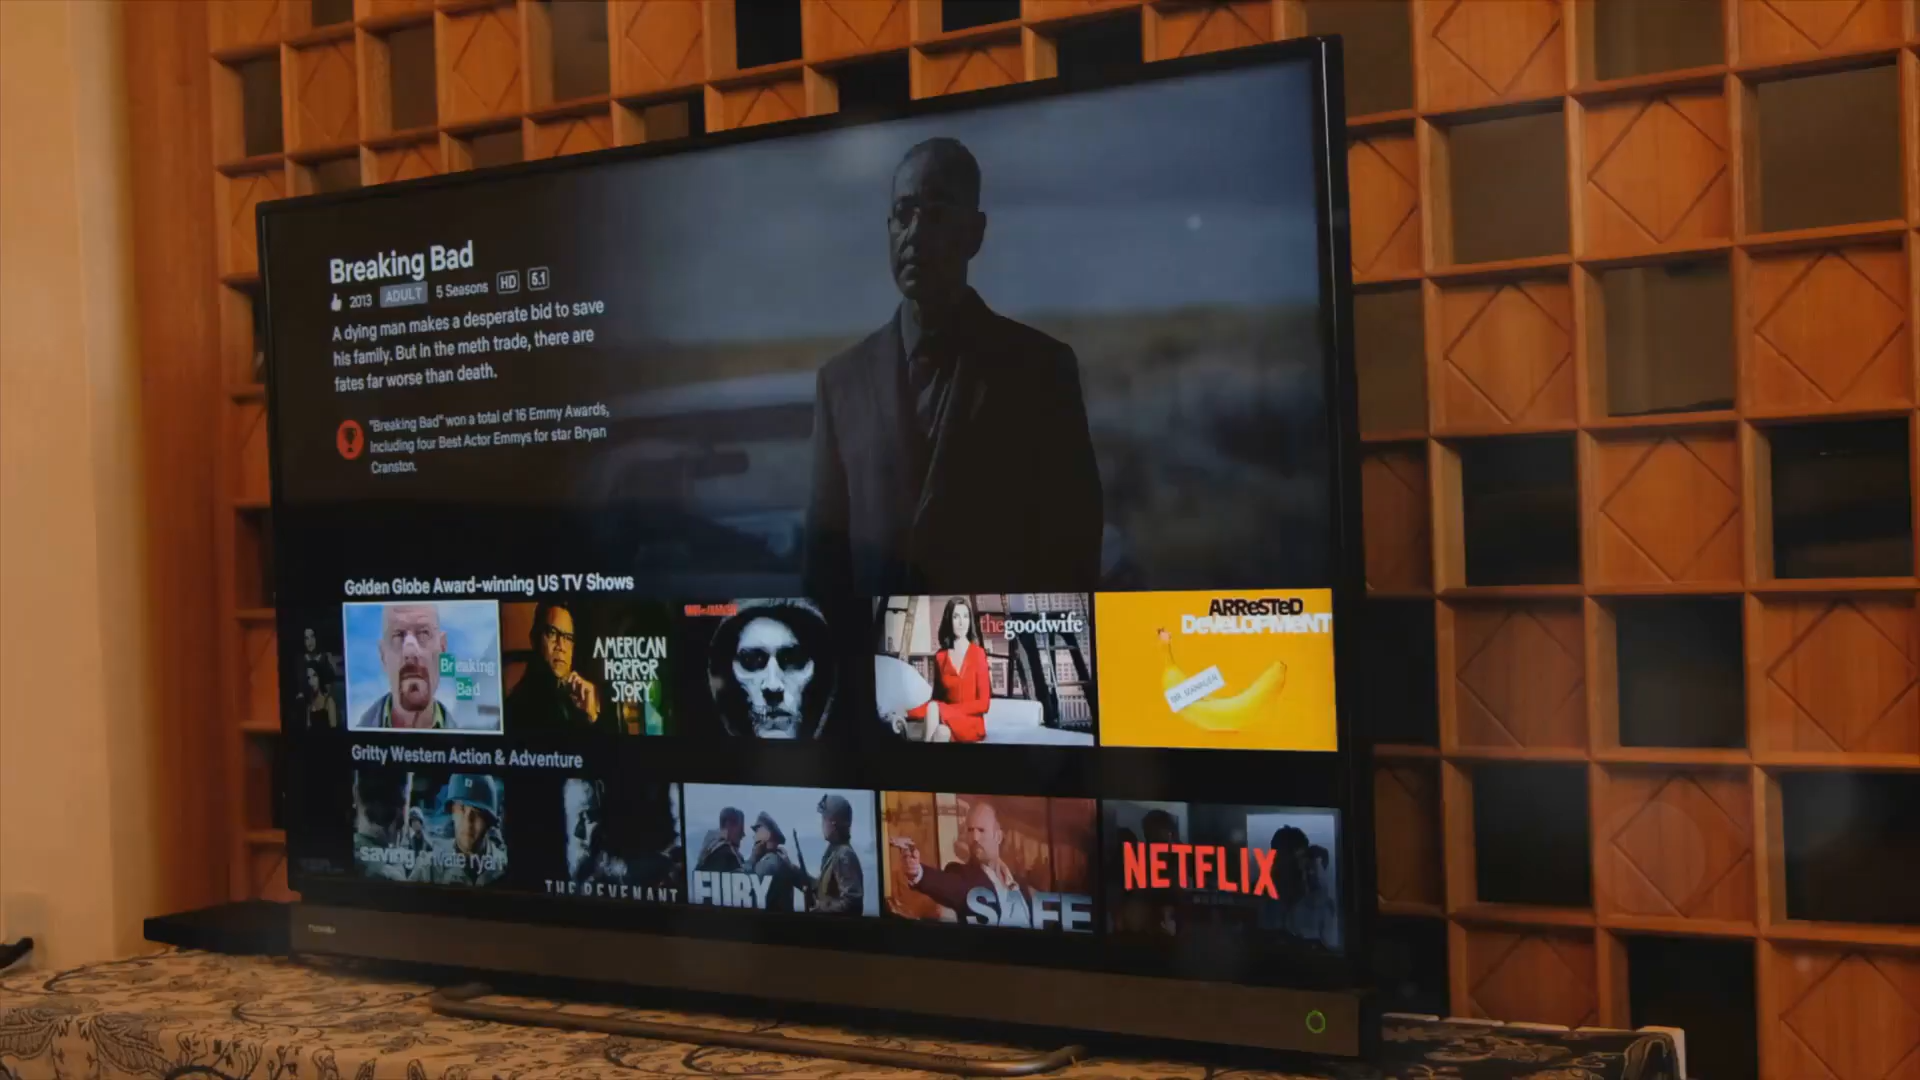 Breaking Bad
2013 ADULT 5 Seasons HD 5.1
A dying man makes a desperate bid to save
his family. But in the meth trade, there are
fates far worse than death.
"Breaking Bad" won a total of 16 Emmy Awards,
including four Best Actor Emmys for star Bryan
Cranston.
Golden Globe Award-winning US TV Shows
Breaking
Bad
AMERICAN
HORROR
STORY
thegoodwife
ARReSTeD
DeVeLOPMeNT
MR. MANAGER
Gritty Western Action & Adventure
saving private ryan
THE REVENANT
FURY
SAFE
NETFLIX
TOSHIBA